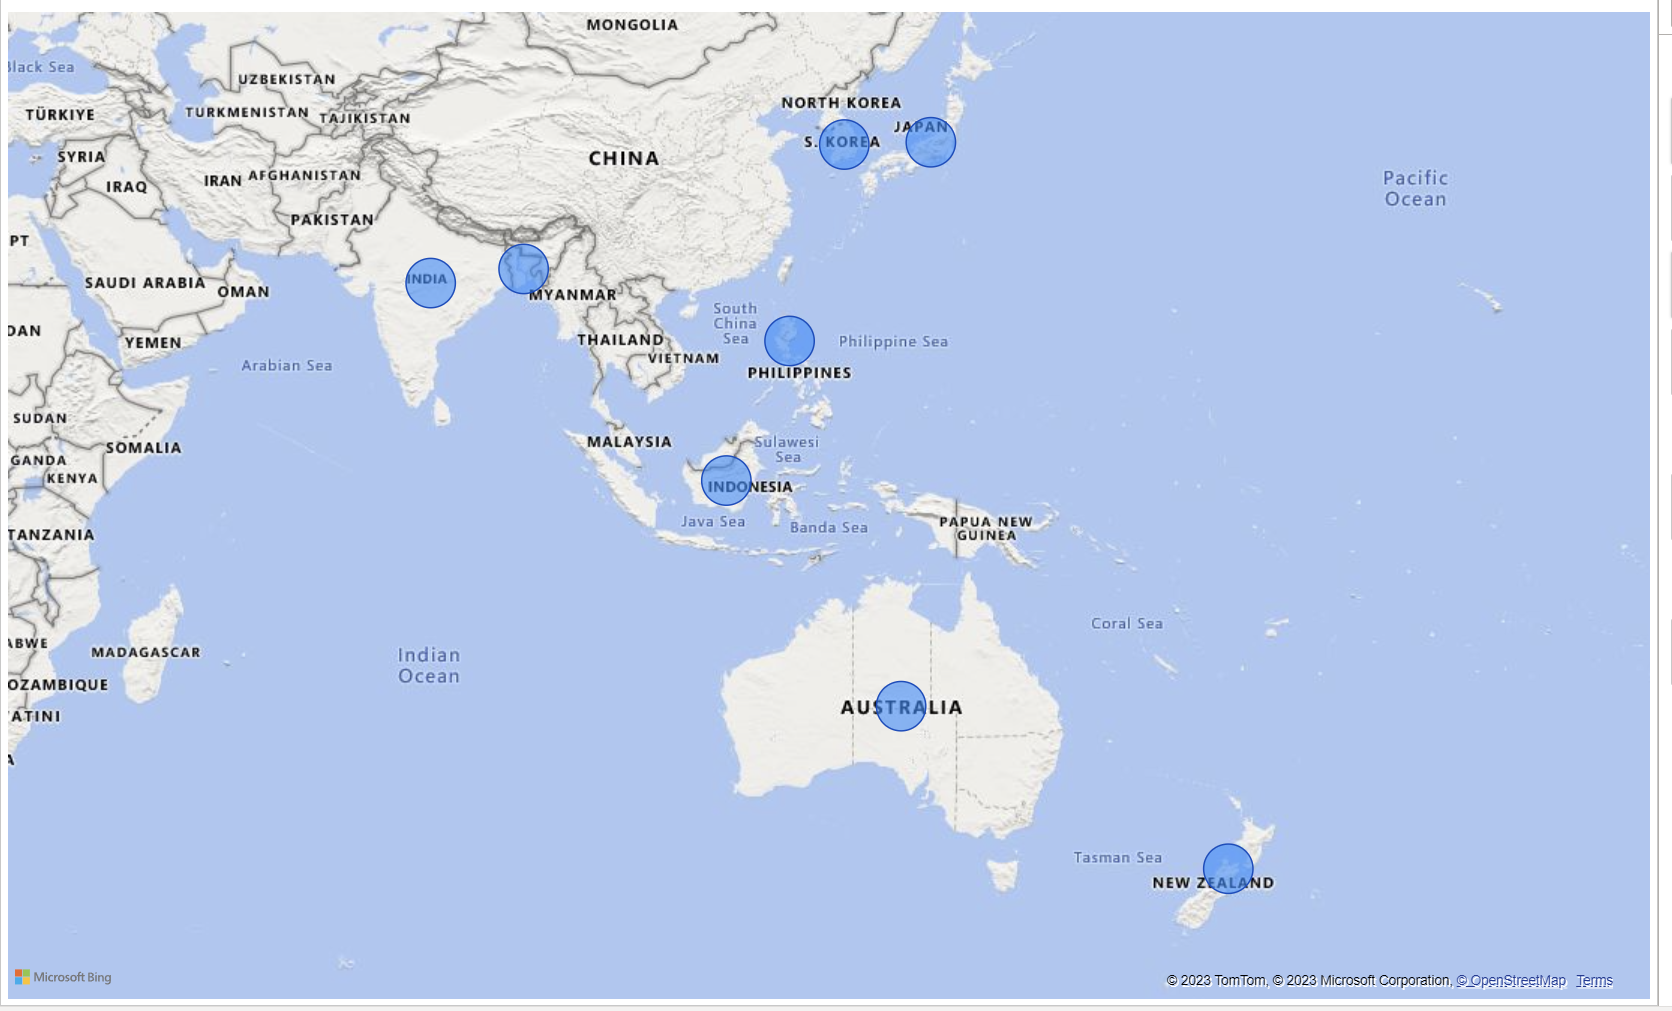 MONGOLIA
Black Sea
UZBEKISTAN
NORTH KOREA
TÜRKİYE
TURKMENISTAN
TAJIKISTAN
JAPAN
S. KOREA
SYRIA
CHINA
IRAQ
IRAN
AFGHANISTAN
Pacific
Ocean
PAKISTAN
PT
SAUDI ARABIA
OMAN
INDIA
MYANMAR
South
China
Sea
DAN
YEMEN
THAILAND
Philippine Sea
VIETNAM
Arabian Sea
PHILIPPINES
SUDAN
SOMALIA
MALAYSIA
Sulawesi
Sea
GANDA
KENYA
INDONESIA
Java Sea
Banda Sea
PAPUA NEW
GUINEA
TANZANIA
Coral Sea
ABWE
MADAGASCAR
Indian
Ocean
OZAMBIQUE
ATINI
AUSTRALIA
A
Tasman Sea
NEW ZEALAND
Microsoft Bing
© 2023 TomTom, © 2023 Microsoft Corporation, © OpenStreetMap Terms